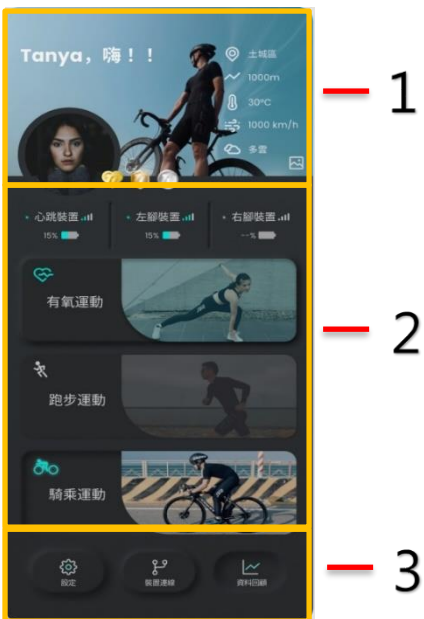 Tanya，嗨！！
土城區
1000m
30°C
1000 km/h
多雲
1
心跳裝置
左腳裝置
右腳裝置
15%
15%
--%
有氧運動
2
跑步運動
騎乘運動
設定
裝置連線
資料回顧
3